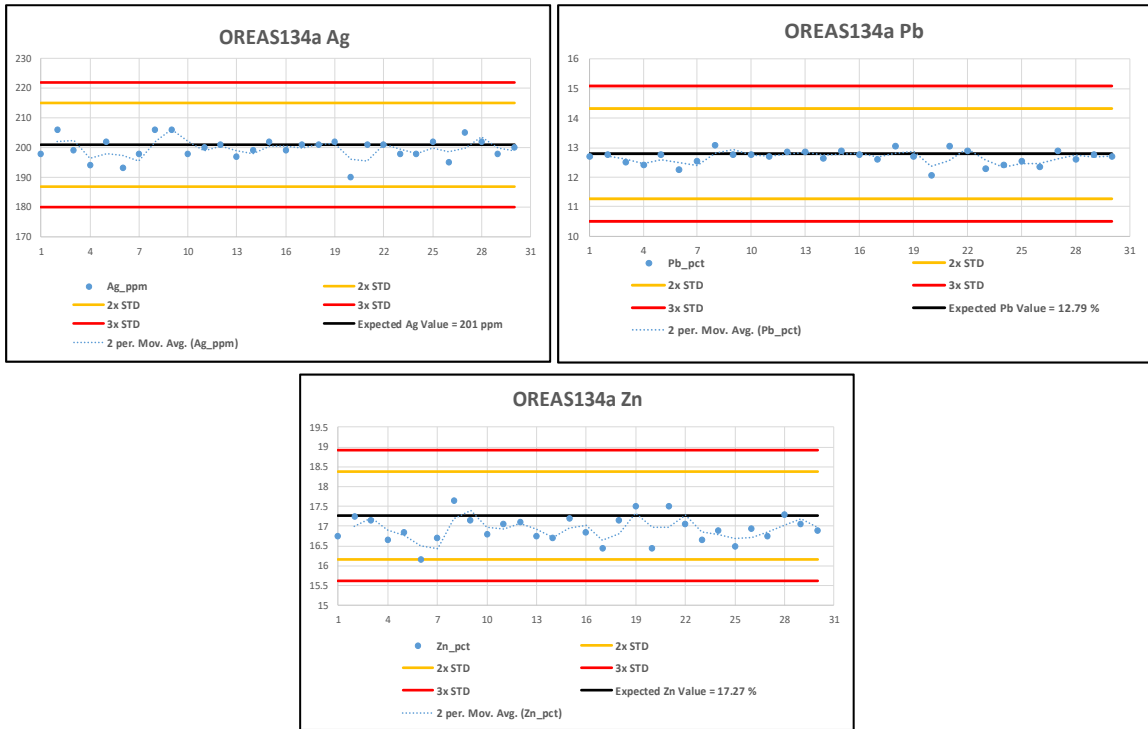 OREAS134a Ag
230
220
210
200
190
180
170
1 4 7 10 13 16 19 22 25 28 31
Ag_ppm 2x STD
2x STD 3x STD
3x STD Expected Ag Value = 201 ppm
2 per. Mov. Avg. (Ag_ppm)
OREAS134a Pb
16
15
14
13
12
11
10
1 4 7 10 13 16 19 22 25 28 31
Pb_pct 2x STD
2x STD 3x STD
3x STD Expected Pb Value = 12.79 %
2 per. Mov. Avg. (Pb_pct)
OREAS134a Zn
19.5
19
18.5
18
17.5
17
16.5
16
15.5
15
1 4 7 10 13 16 19 22 25 28 31
Zn_pct 2x STD
2x STD 3x STD
3x STD Expected Zn Value = 17.27 %
2 per. Mov. Avg. (Zn_pct)